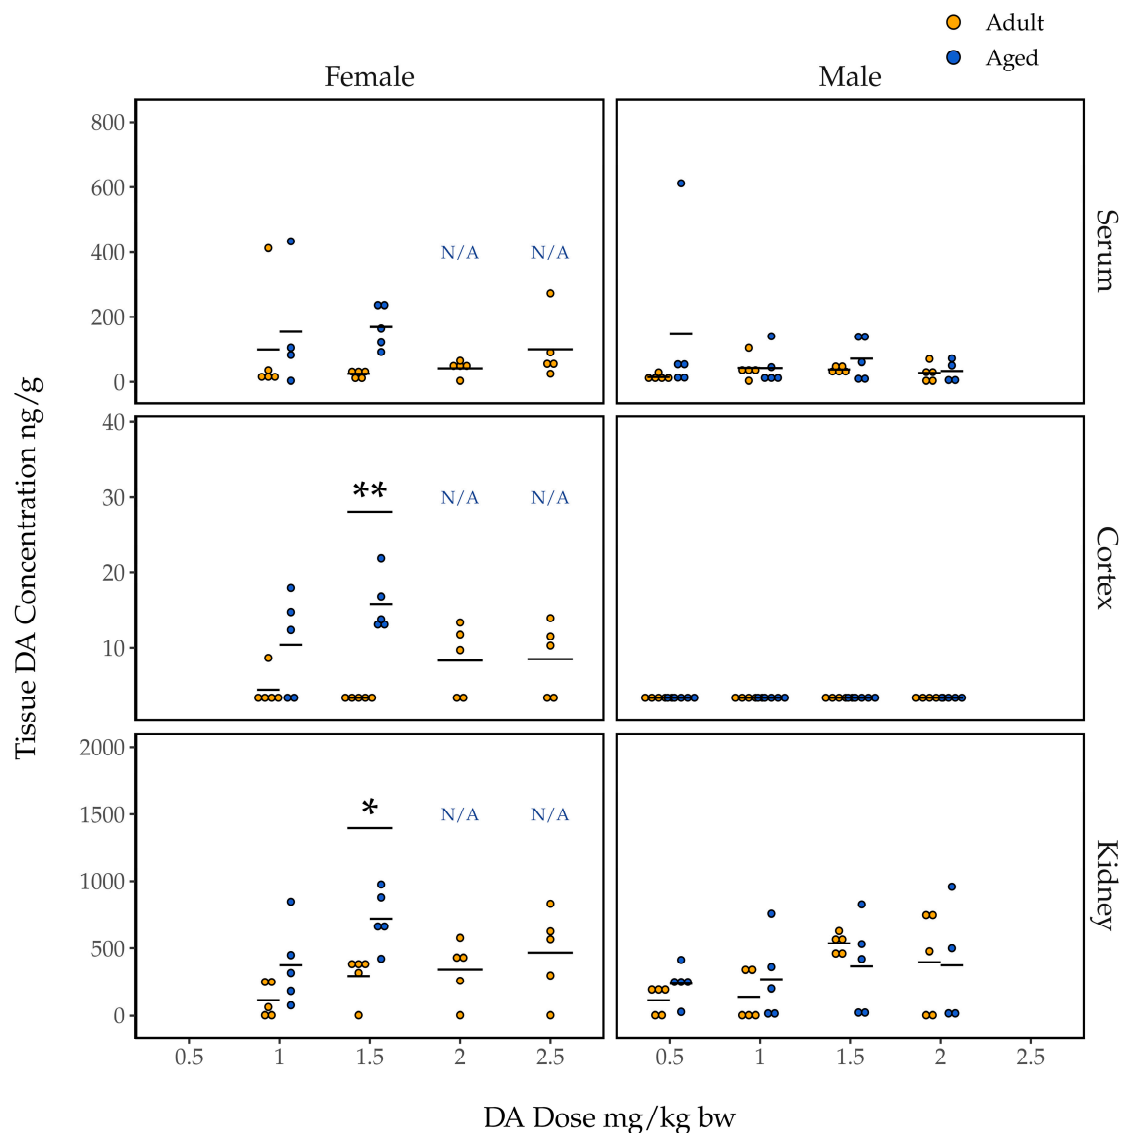 Adult
Aged
Female
Male
800
600
400
200
0
N/A
N/A
Serum
Tissue DA Concentration ng/g
40
30
20
10
**
N/A
N/A
Cortex
2000
1500
1000
500
0
*
N/A
N/A
Kidney
0.5
1
1.5
2
2.5
0.5
1
1.5
2
2.5
DA Dose mg/kg bw